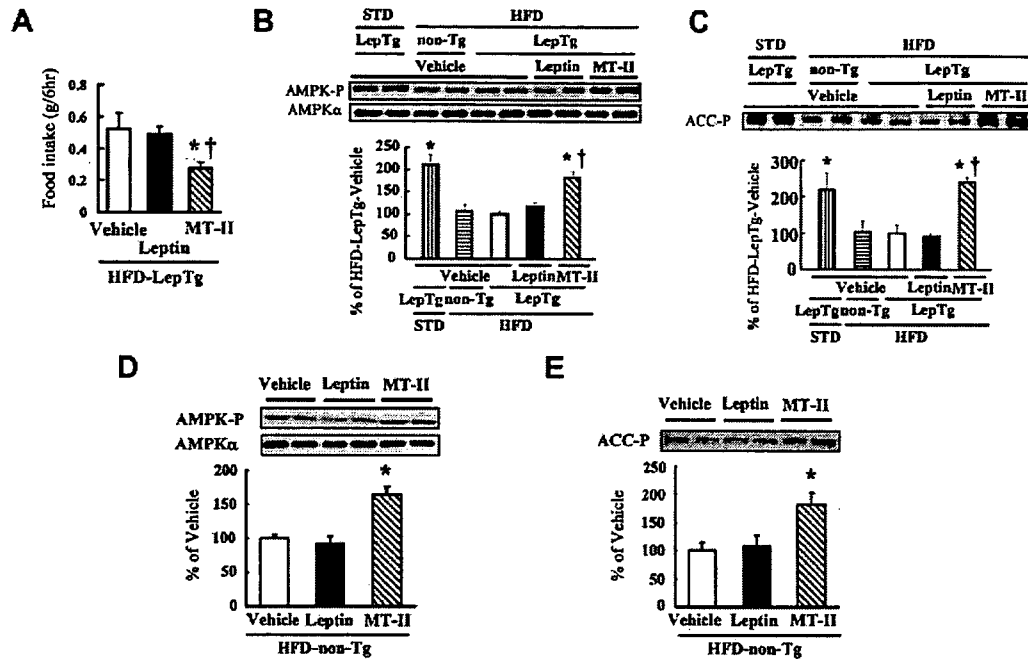 A
Food intake (g/6hr)
0.8
0.6
0.4
0.2
0
* †
Vehicle MT-II
Leptin
HFD-LepTg
B
STD HFD
LepTg non-Tg LepTg
Vehicle Leptin MT-II
AMPK-P
AMPKα
% of HFD-LepTg-Vehicle
250
200
150
100
50
0
*
* †
Vehicle Leptin MT-II
LepTg non-Tg LepTg
STD HFD
C
STD HFD
LepTg non-Tg LepTg
Vehicle Leptin MT-II
ACC-P
% of HFD-LepTg-Vehicle
300
200
100
0
*
* †
Vehicle Leptin MT-II
LepTg non-Tg LepTg
STD HFD
D
Vehicle Leptin MT-II
AMPK-P
AMPKα
% of Vehicle
200
150
100
50
0
*
Vehicle Leptin MT-II
HFD-non-Tg
E
Vehicle Leptin MT-II
ACC-P
% of Vehicle
250
200
150
100
50
0
*
Vehicle Leptin MT-II
HFD-non-Tg